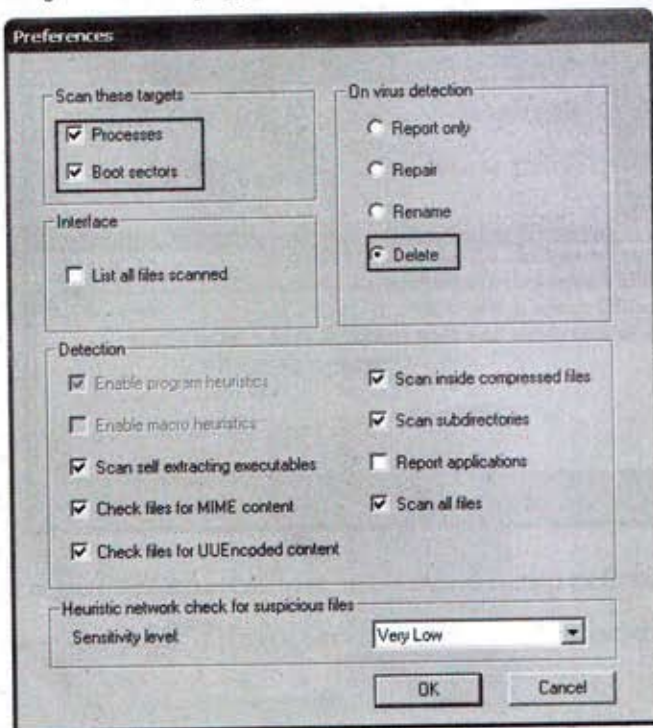 Preferences
Scan these targets
Processes
Boot sectors
Interface
List all files scanned
On virus detection
Report only
Repair
Rename
Delete
Detection
Enable program heuristics
Enable macro heuristics
Scan self extracting executables
Check files for MIME content
Check files for UUEncoded content
Scan inside compressed files
Scan subdirectories
Report applications
Scan all files
Heuristic network check for suspicious files
Sensitivity level:
Very Low
OK
Cancel